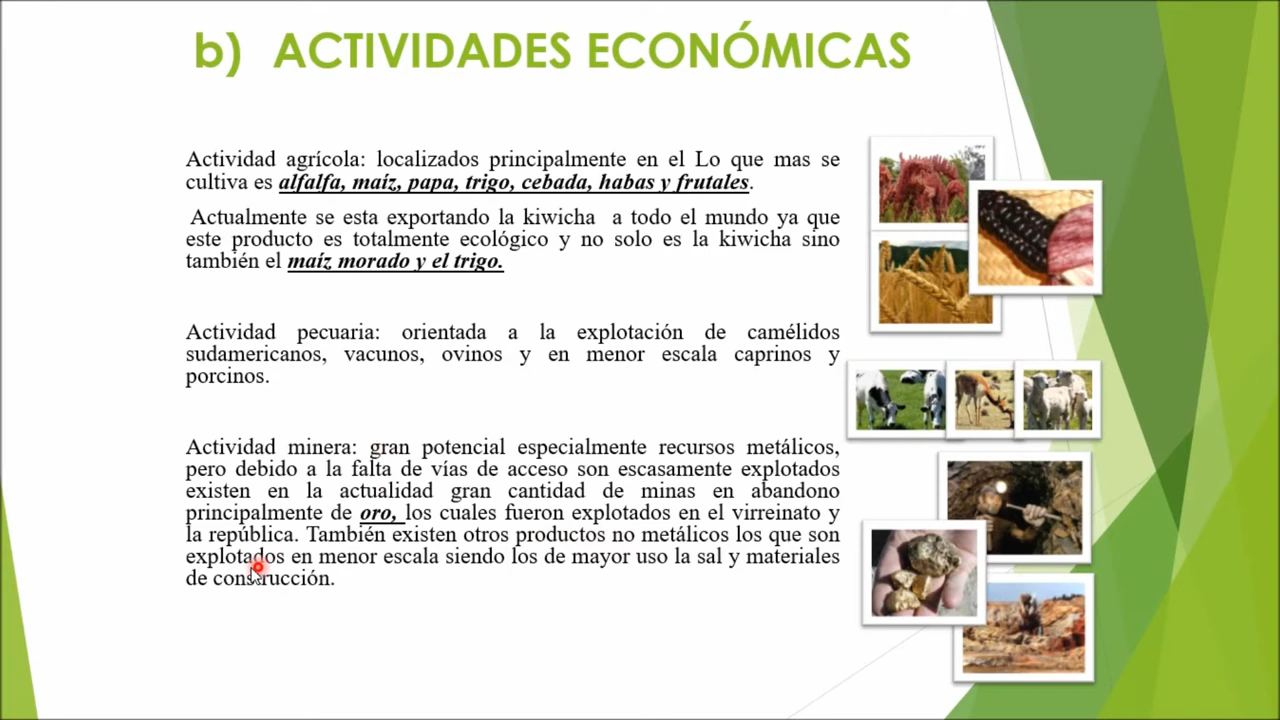 b) ACTIVIDADES ECONÓMICAS
Actividad agrícola: localizados principalmente en el Lo que mas se
cultiva es alfalfa, maíz, papa, trigo, cebada, habas y frutales.
Actualmente se esta exportando la kiwicha a todo el mundo ya que
este producto es totalmente ecológico y no solo es la kiwicha sino
también el maíz morado y el trigo.
Actividad pecuaria: orientada a la explotación de camélidos
sudamericanos, vacunos, ovinos y en menor escala caprinos y
porcinos.
Actividad minera: gran potencial especialmente recursos metálicos,
pero debido a la falta de vías de acceso son escasamente explotados
existen en la actualidad gran cantidad de minas en abandono
principalmente de oro, los cuales fueron explotados en el virreinato y
la república. También existen otros productos no metálicos los que son
explotados en menor escala siendo los de mayor uso la sal y materiales
de construcción.